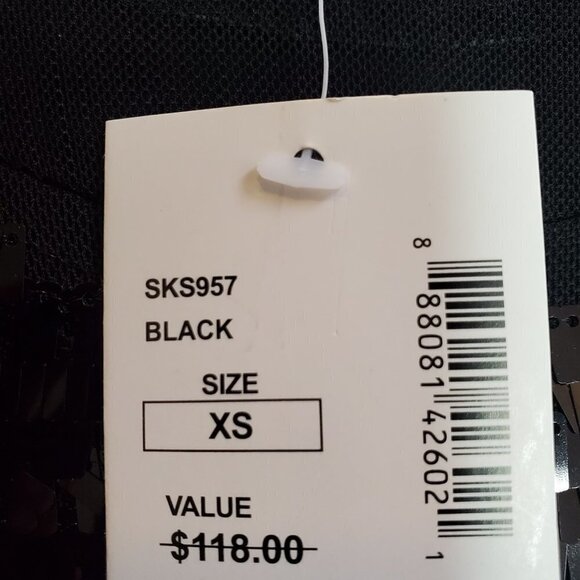 SKS957
BLACK
SIZE
XS
VALUE
$118.00
8 88081 42602 1